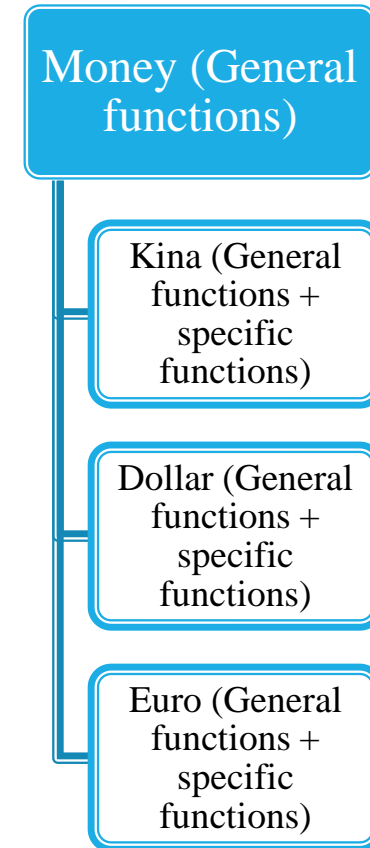 Money (General
functions)
Kina (General
functions +
specific
functions)
Dollar (General
functions +
specific
functions)
Euro (General
functions +
specific
functions)